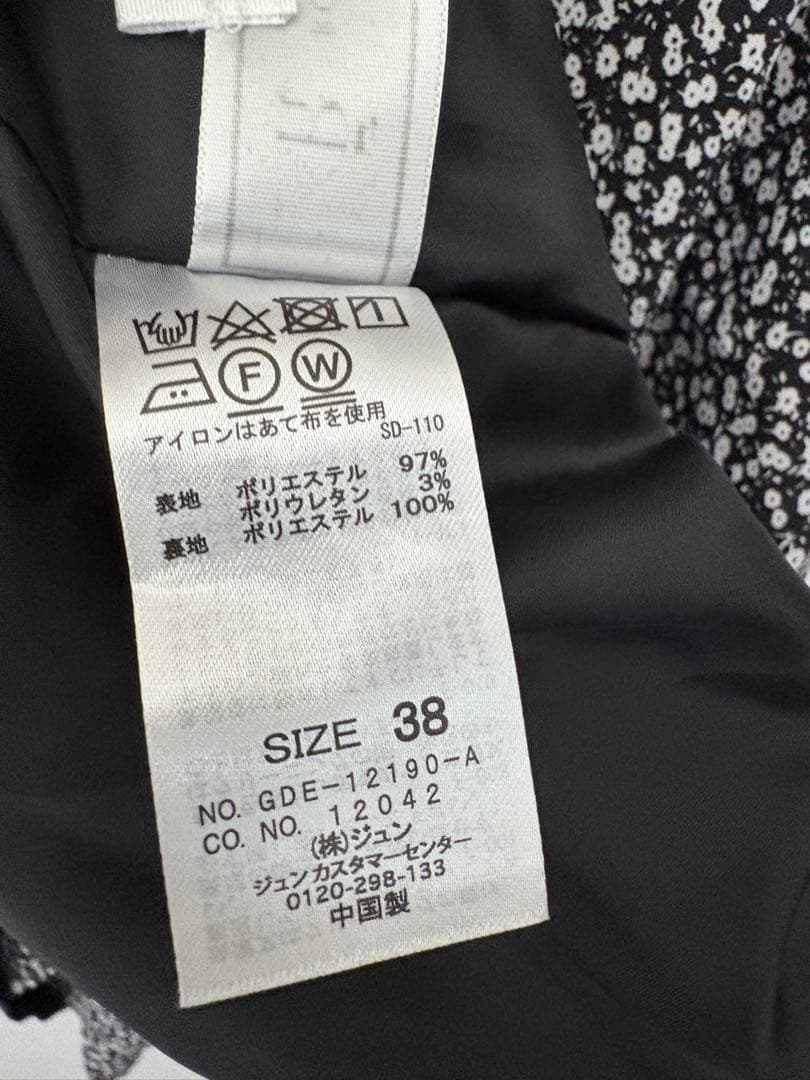 F W
アイロンはあて布を使用
SD-110
表地 ポリエステル 97%
ポリウレタン 3%
裏地 ポリエステル 100%
SIZE 38
NO. GDE-12190-A
CO. NO. 12042
(株)ジュン
ジュンカスタマーセンター
0120-298-133
中国製